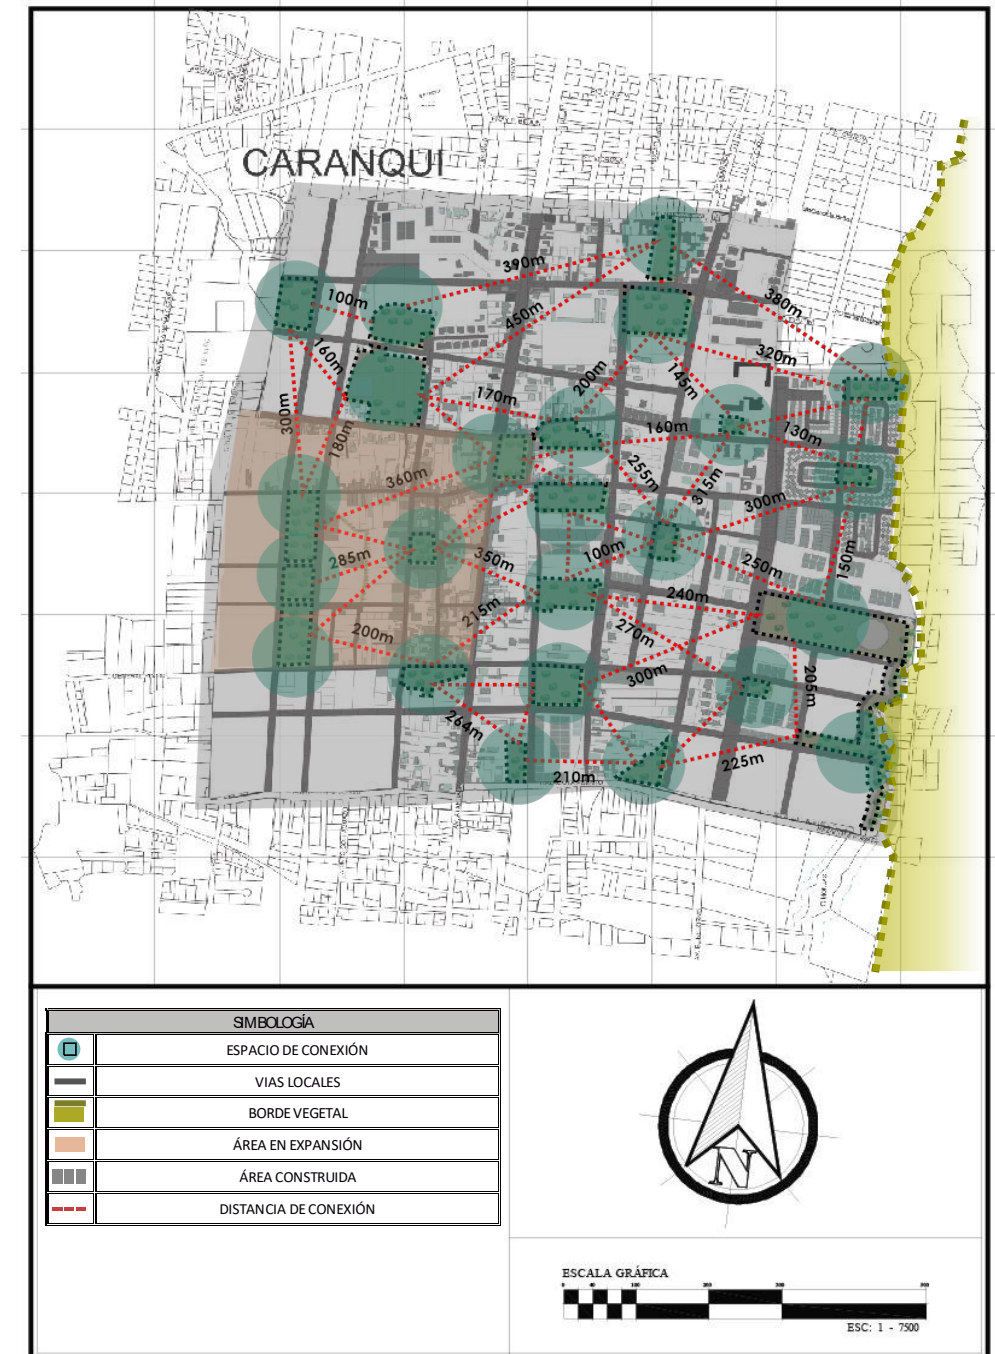 CARANQUI
390m
100m
450m
380m
160m
320m
200m
145m
170m
300m
180m
160m
130m
360m
255m
315m
300m
285m
350m
100m
250m
150m
240m
215m
200m
270m
300m
205m
264m
210m
225m
SIMBOLOGÍA
ESPACIO DE CONEXIÓN
VIAS LOCALES
BORDE VEGETAL
ÁREA EN EXPANSIÓN
ÁREA CONSTRUIDA
DISTANCIA DE CONEXIÓN
N
ESCALA GRÁFICA
ESC: 1 - 7500